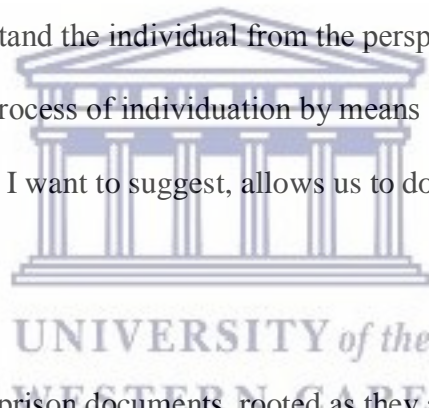 tand the individual from the persp
rocess of individuation by means
I want to suggest, allows us to do
UNIVERSITY of the
prison documents, rooted as they
WESTERN CAPE